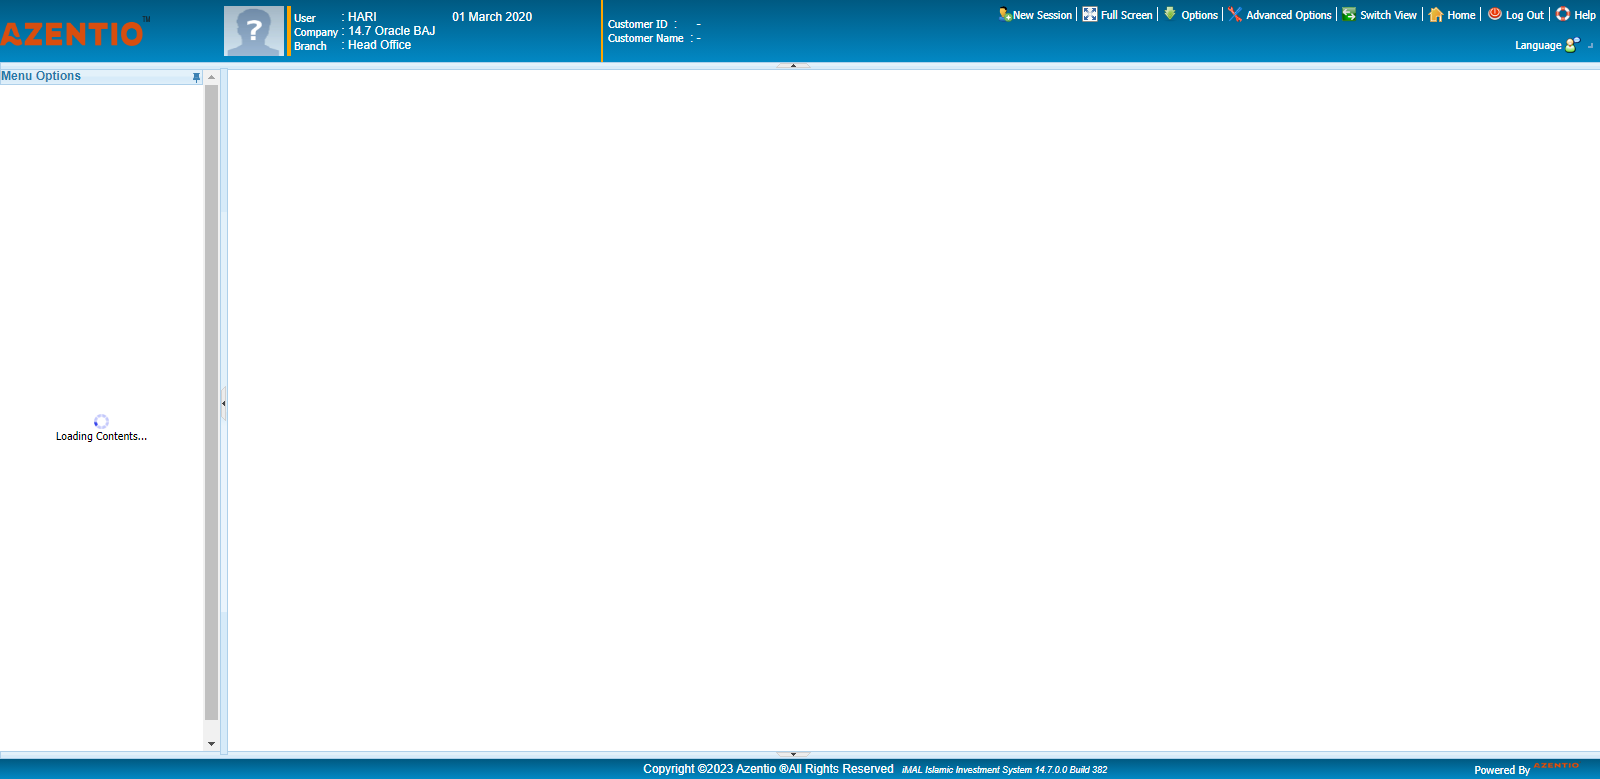 AZENTIO™
User : HARI 01 March 2020
Company : 14.7 Oracle BAJ
Branch : Head Office
Customer ID : -
Customer Name : -
New Session | Full Screen | Options | Advanced Options | Switch View | Home | Log Out | Help
Language
Menu Options
?
Loading Contents...
Copyright ©2023 Azentio ®All Rights Reserved iMAL Islamic Investment System 14.7.0.0 Build 382
Powered By AZENTIO